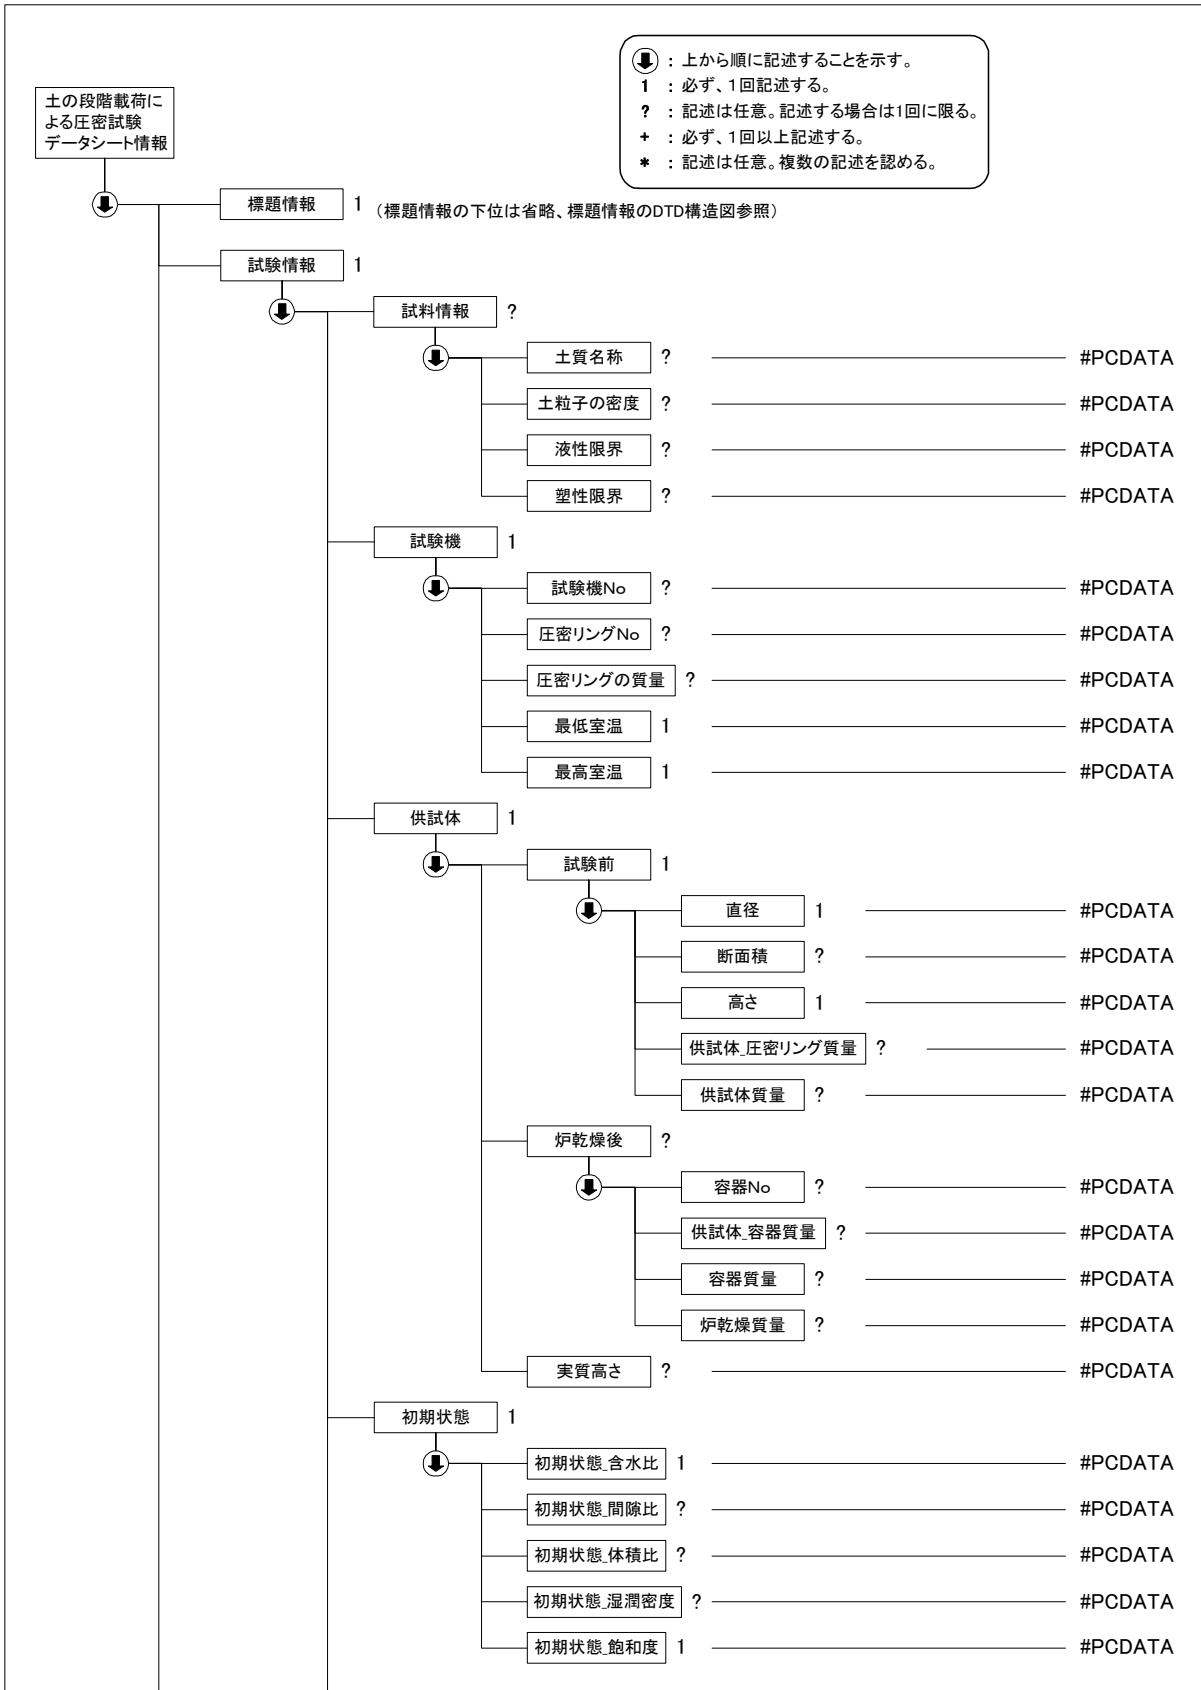 : 上から順に記述することを示す。
1 : 必ず、1回記述する。
? : 記述は任意。記述する場合は1回に限る。
+ : 必ず、1回以上記述する。
* : 記述は任意。複数の記述を認める。
土の段階載荷に
よる圧密試験
データシート情報
標題情報 1 (標題情報の下位は省略、標題情報のDTD構造図参照)
試験情報 1
試料情報 ?
土質名称 ? #PCDATA
土粒子の密度 ? #PCDATA
液性限界 ? #PCDATA
塑性限界 ? #PCDATA
試験機 1
試験機No ? #PCDATA
圧密リングNo ? #PCDATA
圧密リングの質量 ? #PCDATA
最低室温 1 #PCDATA
最高室温 1 #PCDATA
供試体 1
試験前 1
直径 1 #PCDATA
断面積 ? #PCDATA
高さ 1 #PCDATA
供試体_圧密リング質量 ? #PCDATA
供試体質量 ? #PCDATA
炉乾燥後 ?
容器No ? #PCDATA
供試体_容器質量 ? #PCDATA
容器質量 ? #PCDATA
炉乾燥質量 ? #PCDATA
実質高さ ? #PCDATA
初期状態 1
初期状態_含水比 1 #PCDATA
初期状態_間隙比 ? #PCDATA
初期状態_体積比 ? #PCDATA
初期状態_湿潤密度 ? #PCDATA
初期状態_飽和度 1 #PCDATA